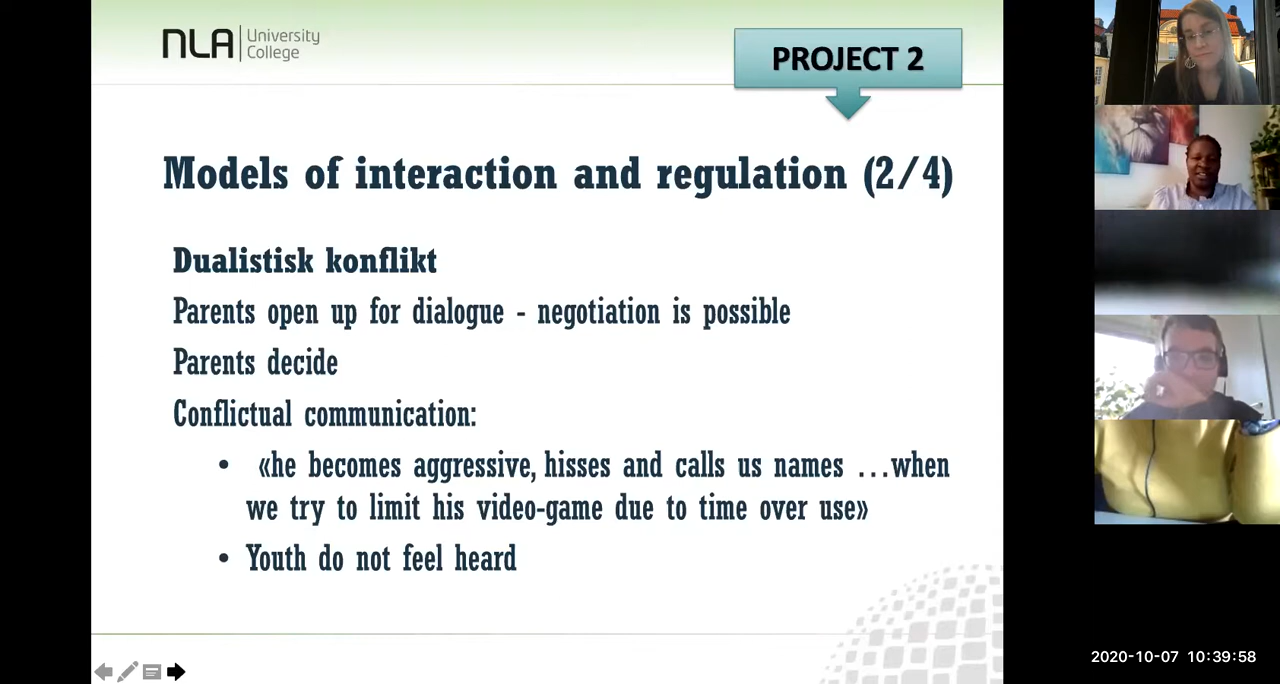 NLA University
College
PROJECT 2
Models of interaction and regulation (2/4)
Dualistisk konflikt
Parents open up for dialogue - negotiation is possible
Parents decide
Conflictual communication:
• «he becomes aggressive, hisses and calls us names …when
we try to limit his video-game due to time over use»
• Youth do not feel heard
2020-10-07 10:39:58